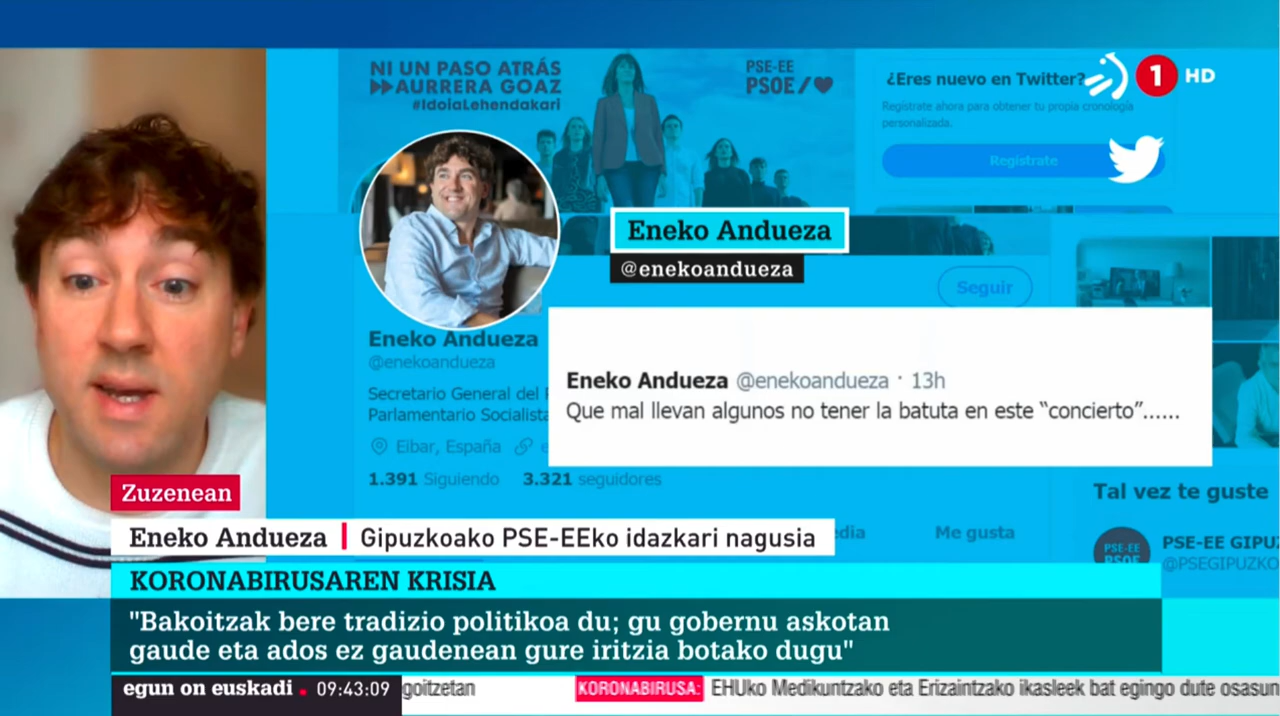 NI UN PASO ATRÁS
AURRERA GOAZ
#IdoiaLehendakari
PSE-EE
PSOE/
¿Eres nuevo en Twitter?
Regístrate ahora para obtener tu propia cronología
personalizada.
Regístrate
1 HD
Eneko Andueza
@enekoandueza
Seguir
Eneko Andueza
@enekoandueza
Secretario General del
Parlamentario Socialista
Eibar, España
1.391 Siguiendo 3.321 seguidores
Eneko Andueza @enekoandueza · 13h
Que mal llevan algunos no tener la batuta en este “concierto”......
Me gusta
Tal vez te guste
PSE-EE
PSOE
PSE-EE GIPUZ
@PSEGIPUZKO
Zuzenean
Eneko Andueza | Gipuzkoako PSE-EEko idazkari nagusia
KORONABIRUSAREN KRISIA
"Bakoitzak bere tradizio politikoa du; gu gobernu askotan
gaude eta ados ez gaudenean gure iritzia botako dugu"
egun on euskadi . 09:43:09 goitzetan KORONABIRUSA: EHUko Medikuntzako eta Erizaintzako ikasleek bat egingo dute osasun